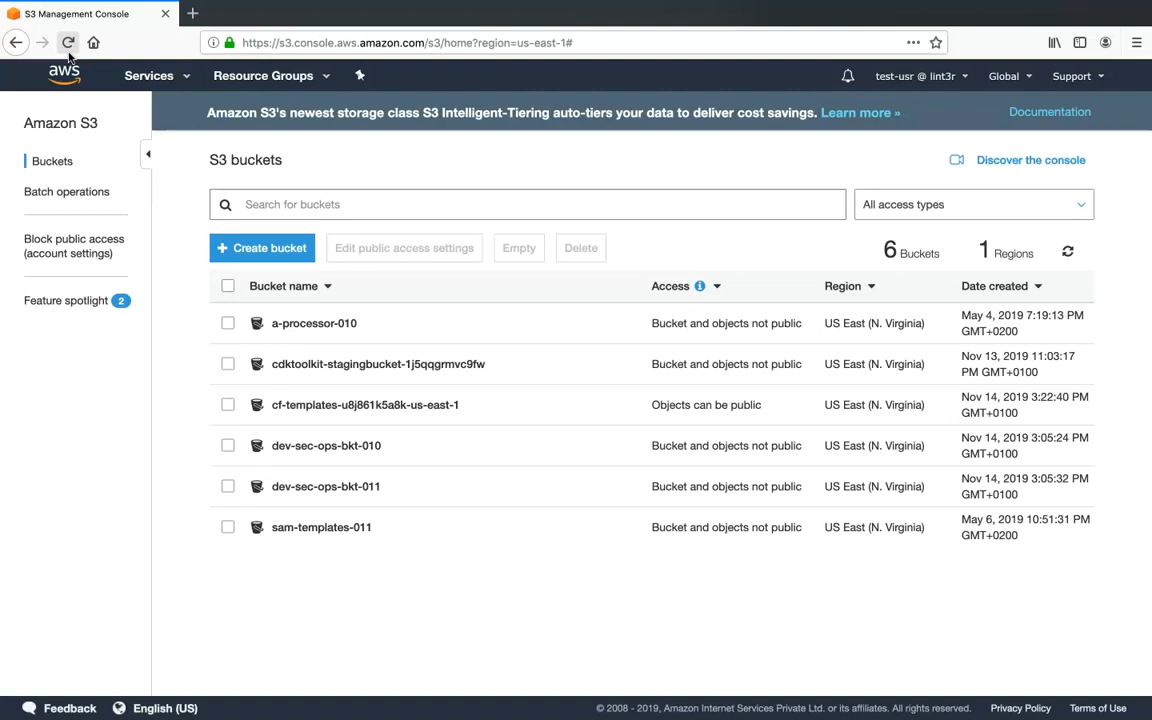 S3 Management Console
https://s3.console.aws.amazon.com/s3/home?region=us-east-1#
aws
Services
Resource Groups
test-usr @ lint3r
Global
Support
Amazon S3's newest storage class S3 Intelligent-Tiering auto-tiers your data to deliver cost savings. Learn more »
Documentation
Amazon S3
Buckets
Batch operations
Block public access
(account settings)
Feature spotlight 2
S3 buckets
Discover the console
Search for buckets
All access types
+ Create bucket
Edit public access settings
Empty
Delete
6 Buckets
1 Regions
Bucket name
Access
Region
Date created
a-processor-010
Bucket and objects not public
US East (N. Virginia)
May 4, 2019 7:19:13 PM
GMT+0200
cdktoolkit-stagingbucket-1j5qqgrmvc9fw
Bucket and objects not public
US East (N. Virginia)
Nov 13, 2019 11:03:17
PM GMT+0100
cf-templates-u8j861k5a8k-us-east-1
Objects can be public
US East (N. Virginia)
Nov 14, 2019 3:22:40 PM
GMT+0100
dev-sec-ops-bkt-010
Bucket and objects not public
US East (N. Virginia)
Nov 14, 2019 3:05:24 PM
GMT+0100
dev-sec-ops-bkt-011
Bucket and objects not public
US East (N. Virginia)
Nov 14, 2019 3:05:32 PM
GMT+0100
sam-templates-011
Bucket and objects not public
US East (N. Virginia)
May 6, 2019 10:51:31 PM
GMT+0200
Feedback
English (US)
© 2008 - 2019, Amazon Internet Services Private Ltd. or its affiliates. All rights reserved.
Privacy Policy
Terms of Use